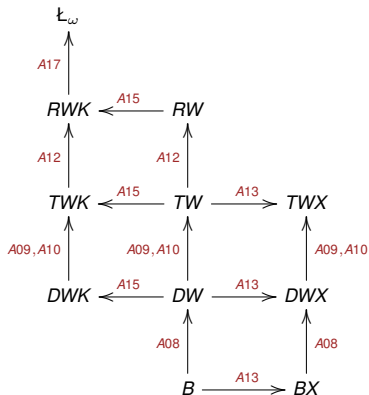 Ł_ω
A17
RWK A15 RW
A12 A12
TWK A15 TW A13 TWX
A09, A10 A09, A10 A09, A10
DWK A15 DW A13 DWX
A08 A08
B A13 BX